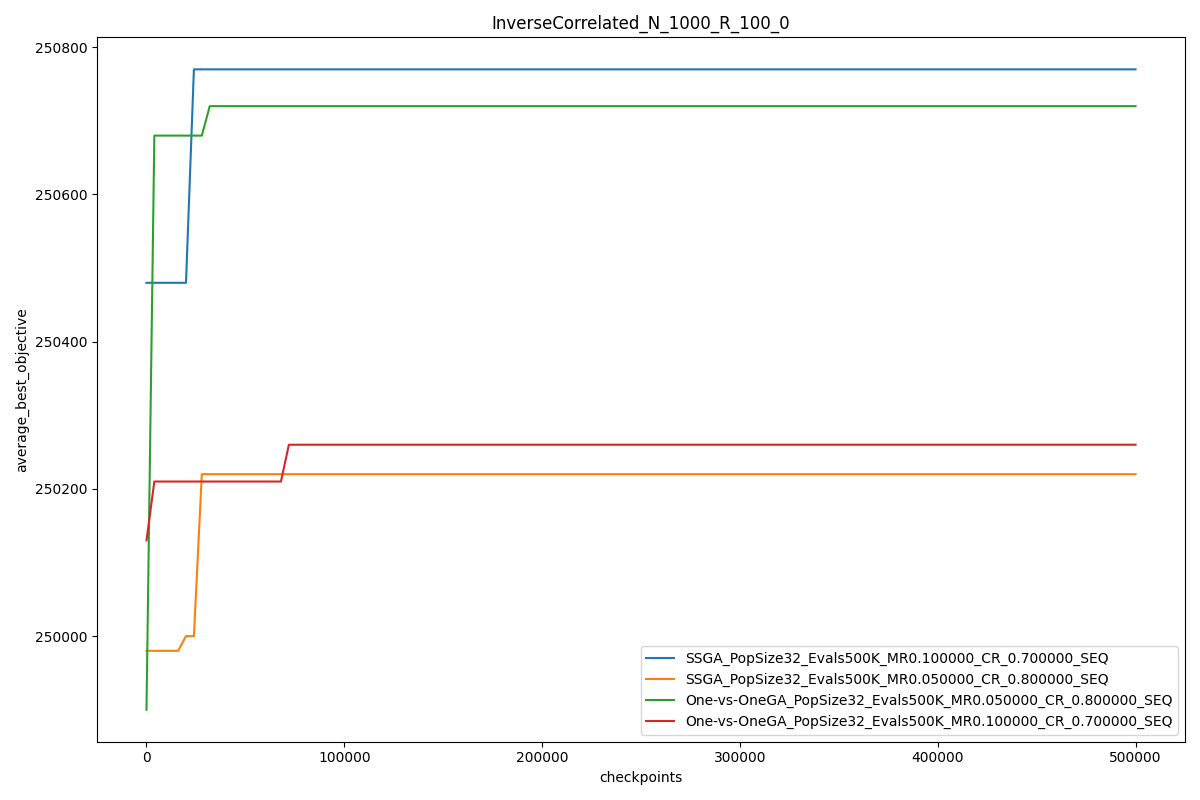 InverseCorrelated_N_1000_R_100_0
250800
250600
250400
250200
250000
average_best_objective
SSGA_PopSize32_Evals500K_MR0.100000_CR_0.700000_SEQ
SSGA_PopSize32_Evals500K_MR0.050000_CR_0.800000_SEQ
One-vs-OneGA_PopSize32_Evals500K_MR0.050000_CR_0.800000_SEQ
One-vs-OneGA_PopSize32_Evals500K_MR0.100000_CR_0.700000_SEQ
0 100000 200000 300000 400000 500000
checkpoints